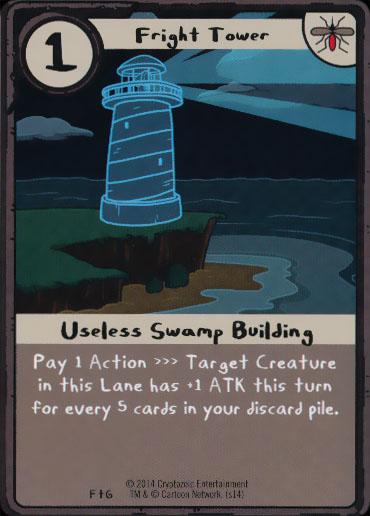 1
Fright Tower
Useless Swamp Building
Pay 1 Action >>> Target Creature
in this Lane has +1 ATK this turn
for every 5 cards in your discard pile.
© 2014 Cryptozoic Entertainment
FtG TM & © Cartoon Network. (s14)